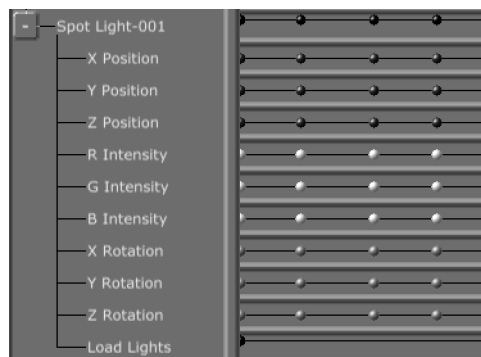 Spot Light-001
X Position
Y Position
Z Position
R Intensity
G Intensity
B Intensity
X Rotation
Y Rotation
Z Rotation
Load Lights